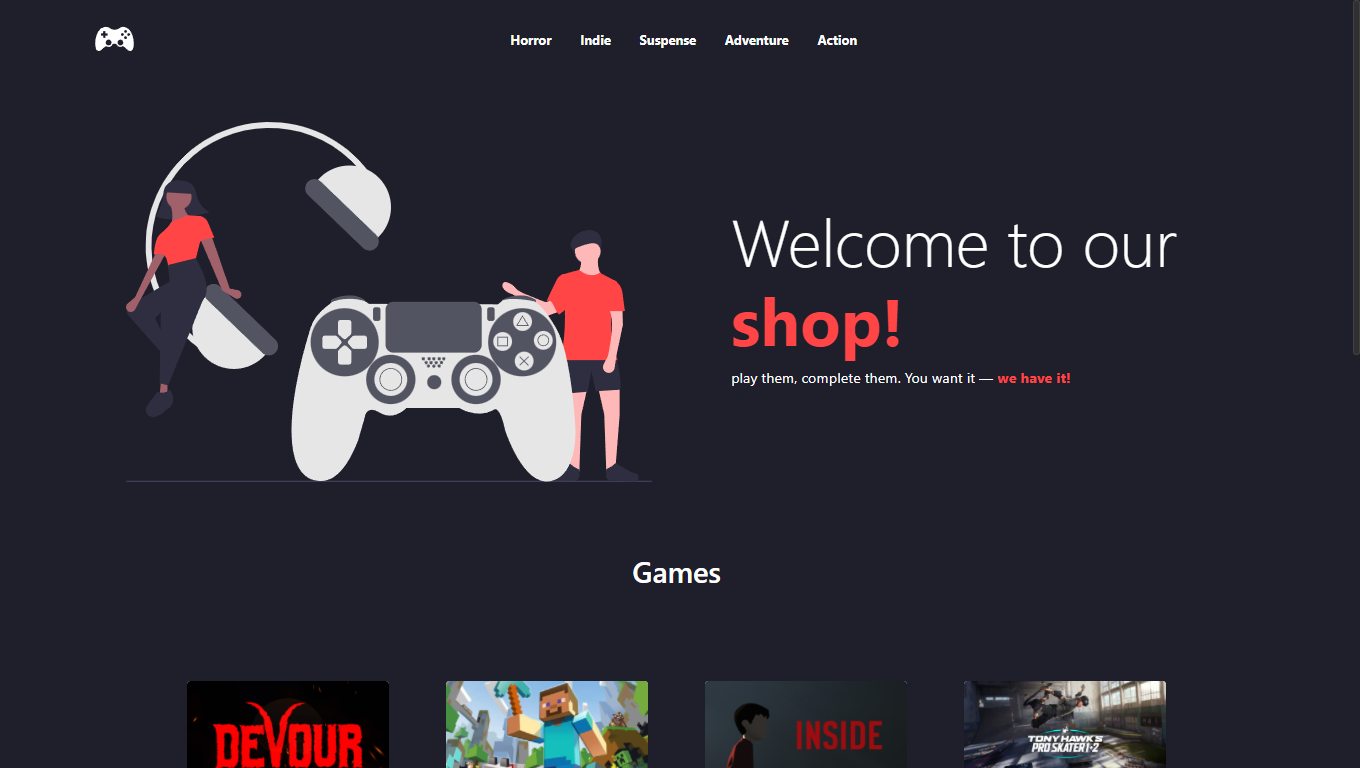 Horror Indie Suspense Adventure Action
Welcome to our
shop!
play them, complete them. You want it — we have it!
Games
DEVOUR
INSIDE
TONY HAWK'S
PRO SKATER 1+2